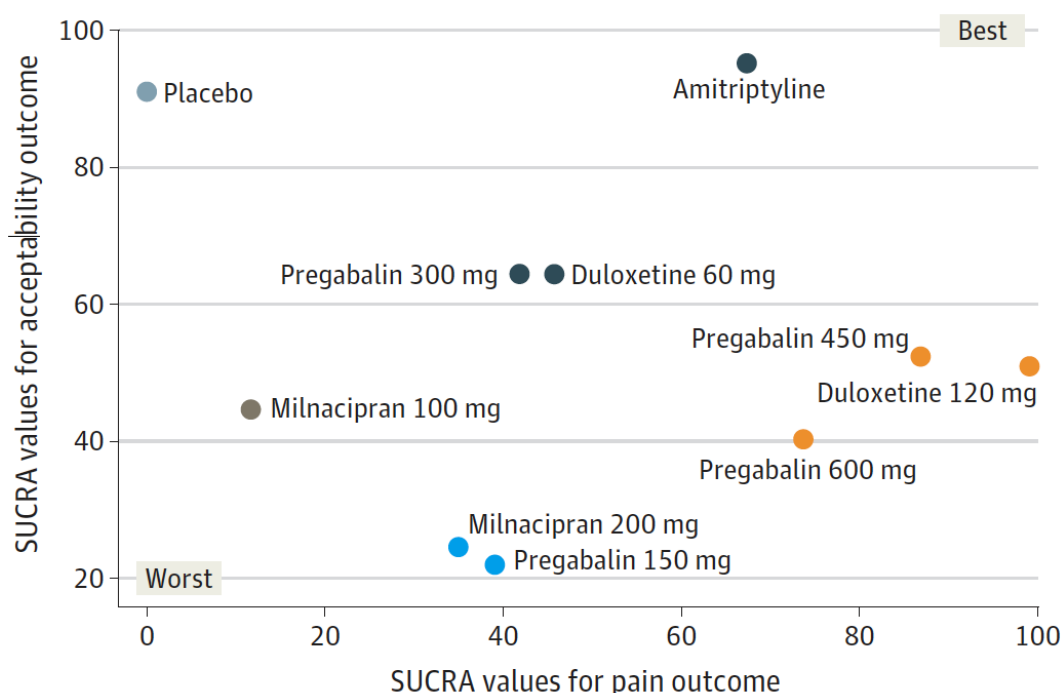 100
Best
Placebo
Amitriptyline
80
Pregabalin 300 mg
Duloxetine 60 mg
60
Pregabalin 450 mg
Duloxetine 120 mg
Milnacipran 100 mg
40
Pregabalin 600 mg
Milnacipran 200 mg
Pregabalin 150 mg
20
Worst
0
20
40
60
80
100
SUCRA values for pain outcome
SUCRA values for acceptability outcome